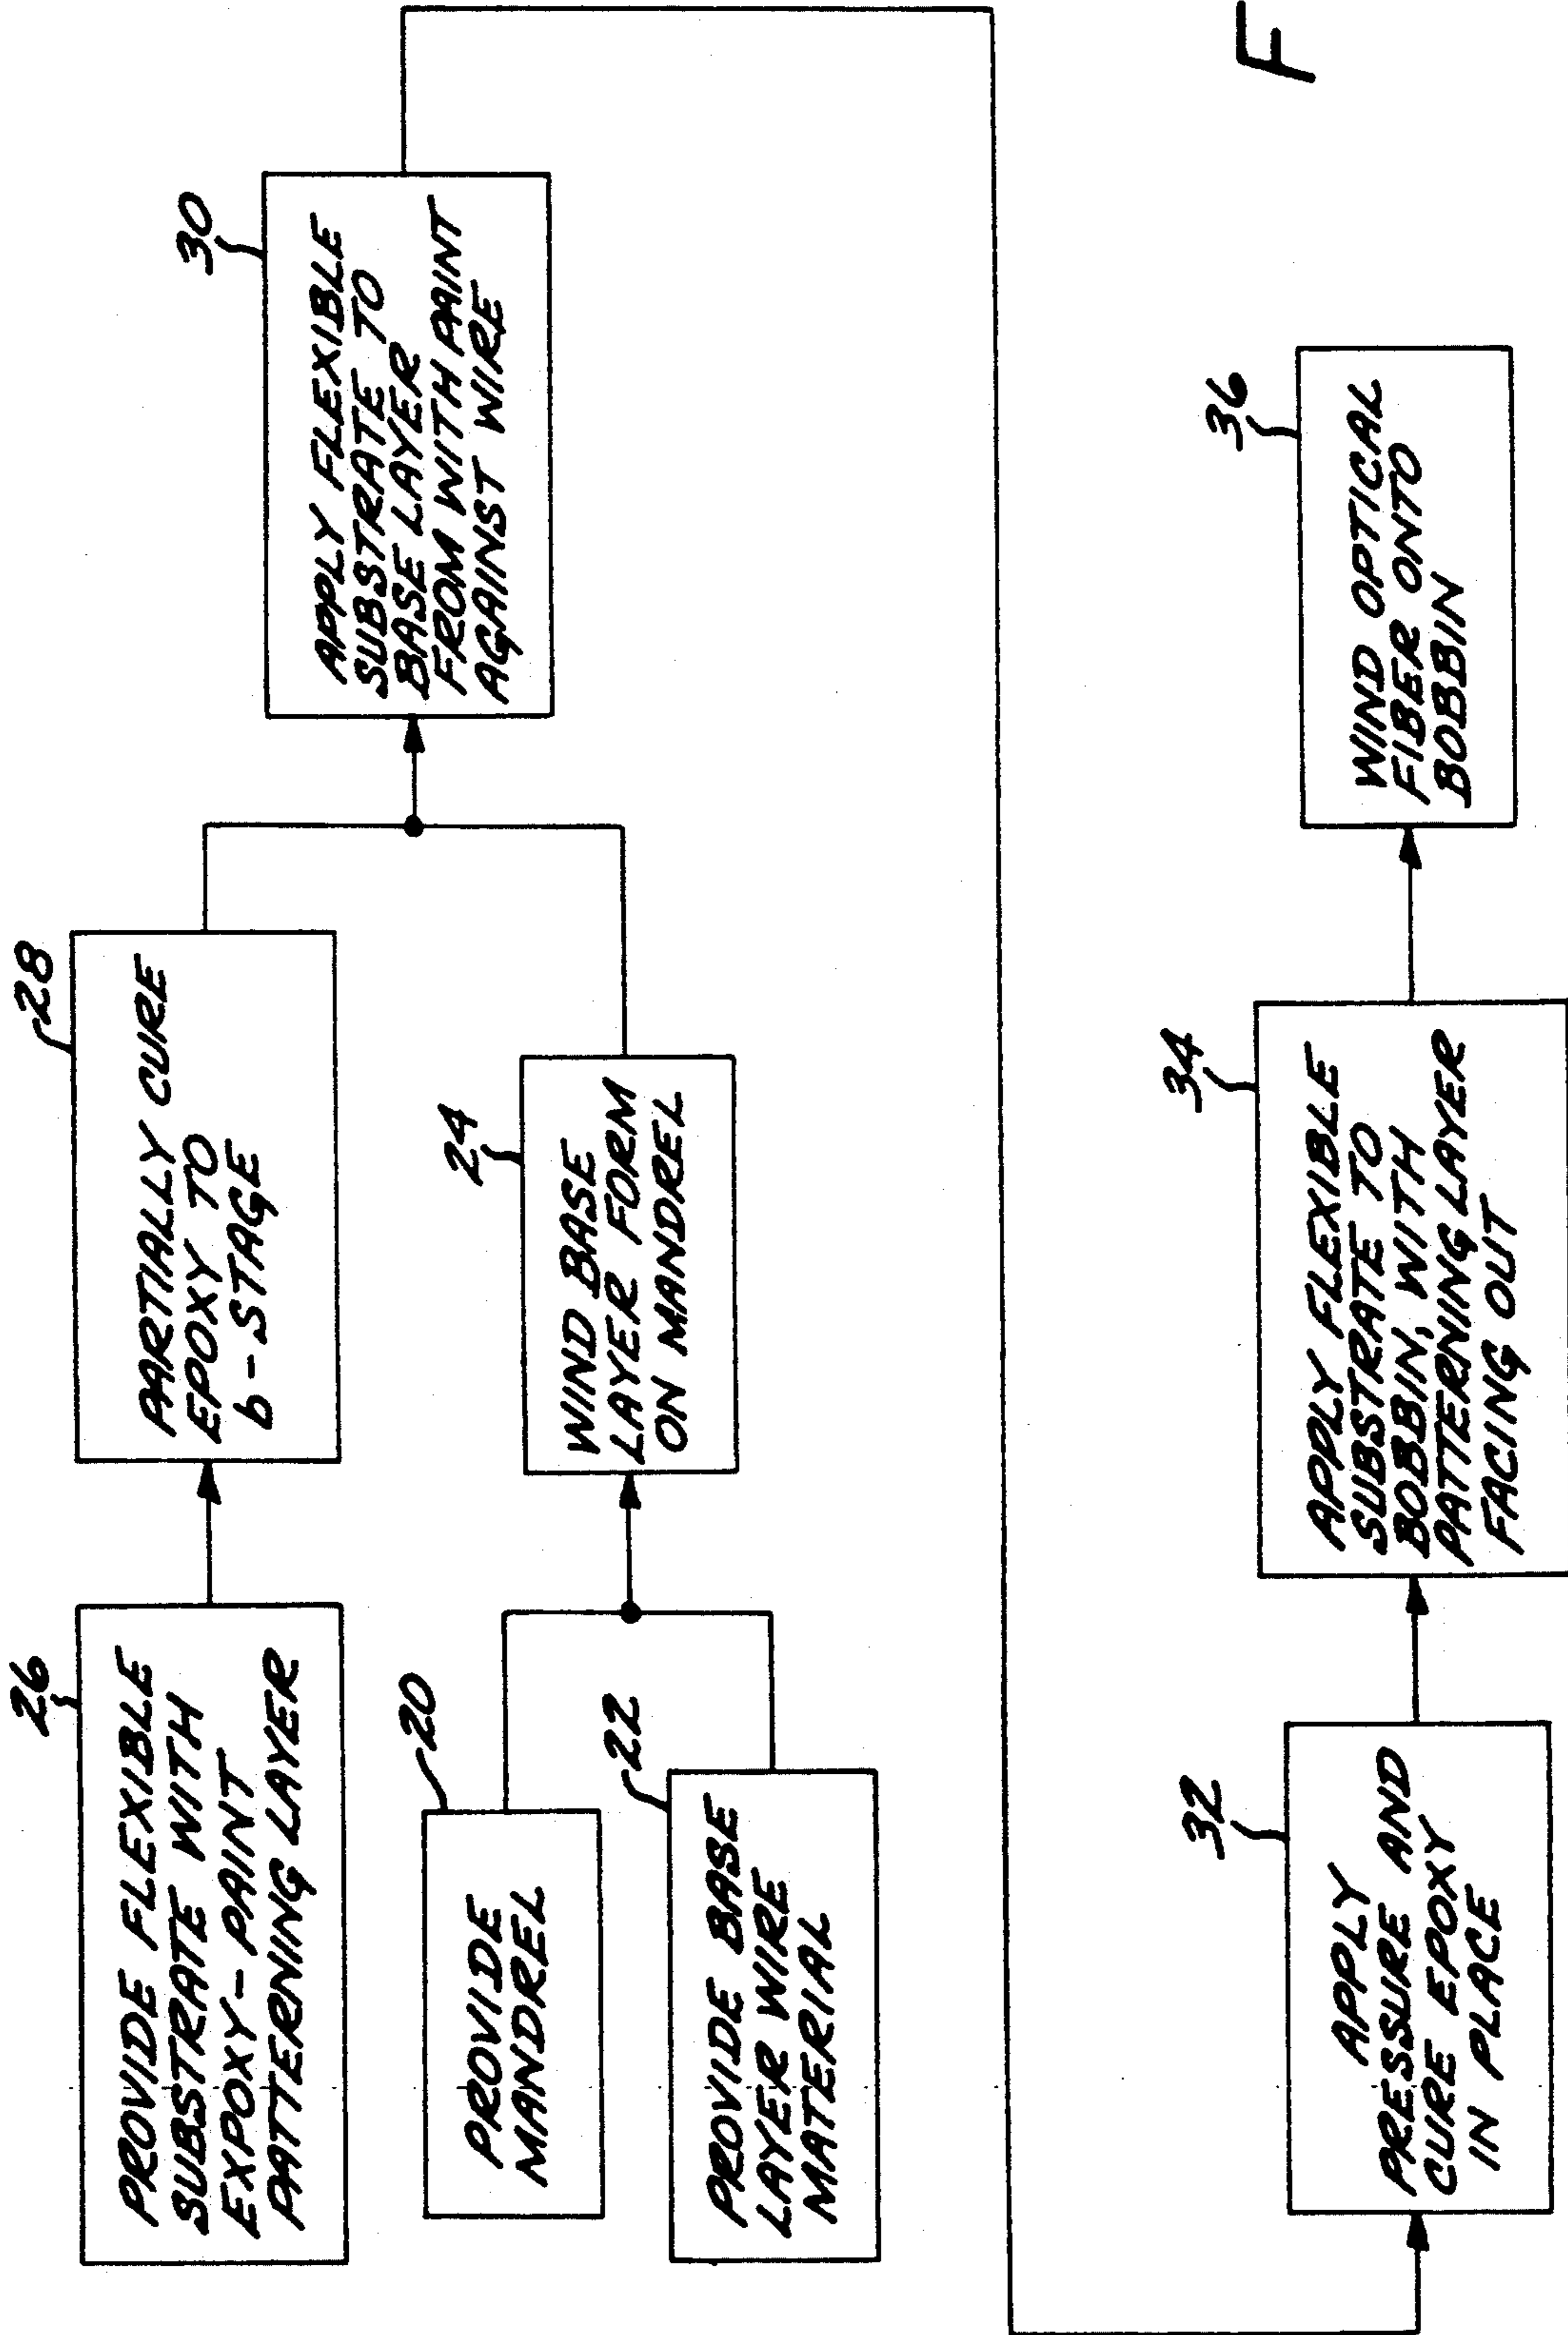 26
PROVIDE FLEXIBLE
SUBSTRATE WITH
EXPOXY-PAINT
PATTERNING LAYER
28
PARTIALLY CURE
EPOXY TO
b-STAGE
20
PROVIDE
MANDREL
22
PROVIDE BASE
LAYER WIRE
MATERIAL
24
WIND BASE
LAYER FORM
ON MANDREL
30
APPLY FLEXIBLE
SUBSTRATE TO
BASE LAYER
FROM WITH PAINT
AGAINST WIRE
32
APPLY
PRESSURE AND
CURE EPOXY
IN PLACE
34
APPLY FLEXIBLE
SUBSTRATE TO
BOBBIN, WITH
PATTERNING LAYER
FACING OUT
36
WIND OPTICAL
FIBER ONTO
BOBBIN
F